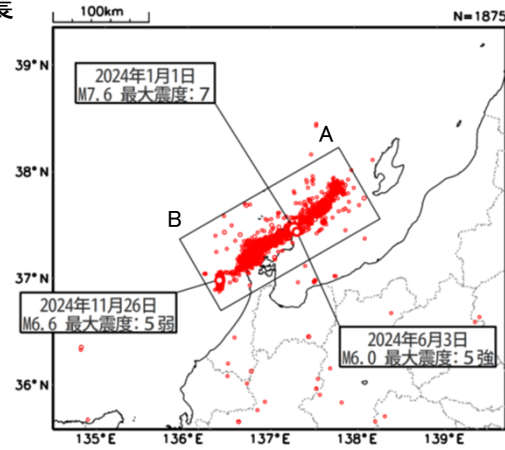 長
100km
N=1875
39°N
2024年1月1日
M7.6 最大震度：7
A
38°N
B
37°N
2024年11月26日
M6.6 最大震度：5弱
2024年6月3日
M6.0 最大震度：5強
36°N
135°E
136°E
137°E
138°E
139°E